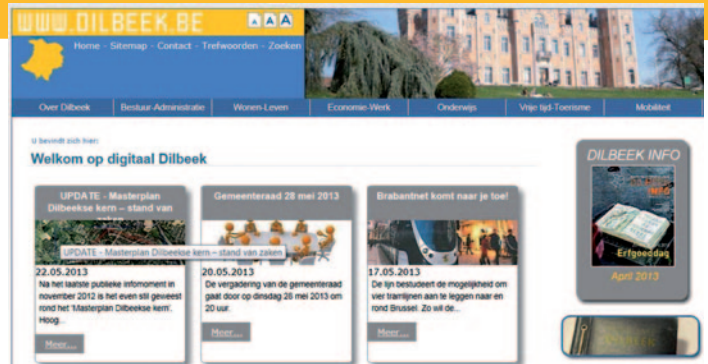 WWW.DILBEEK.BE
A A A
Home - Sitemap - Contact - Trefwoorden - Zoeken
Over Dilbeek
Bestuur-Administratie
Wonen-Leven
Economie-Werk
Onderwijs
Vrije tijd-Toerisme
Mobiliteit
U bevindt zich hier:
Welkom op digitaal Dilbeek
UPDATE - Masterplan
Dilbeekse kern – stand van
zaken
UPDATE - Masterplan Dilbeekse kern – stand van zaken
22.05.2013
Na het laatste publieke infomoment in
november 2012 is het even stil geweest
rond het 'Masterplan Dilbeekse kern'.
Hoog...
Meer...
Gemeenteraad 28 mei 2013
20.05.2013
De vergadering van de gemeenteraad
gaat door op dinsdag 28 mei 2013 om
20 uur.
Meer...
Brabantnet komt naar je toe!
17.05.2013
De lijn bestudeert de mogelijkheid om
vier tramlijnen aan te leggen naar en
rond Brussel. Zo wil de...
Meer...
DILBEEK INFO
INFO
Erfgoeddag
April 2013